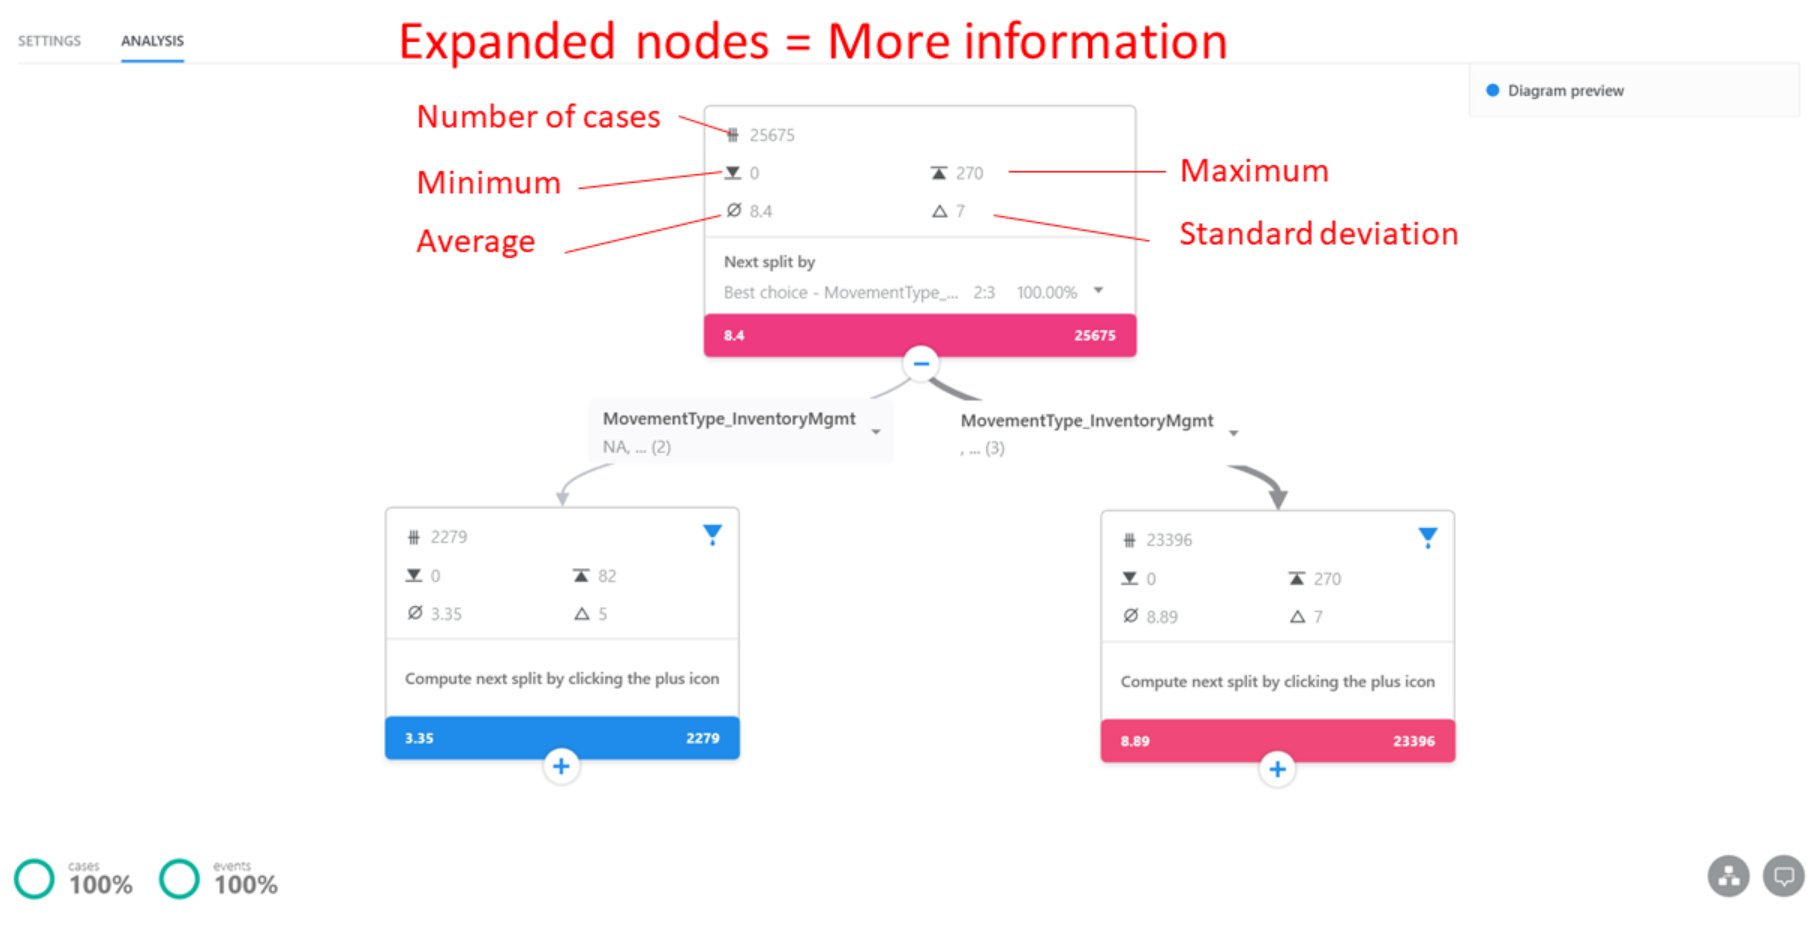 SETTINGS
ANALYSIS
Expanded nodes = More information
Diagram preview
Number of cases
25675
Minimum
0
270
Maximum
Average
8.4
7
Standard deviation
Next split by
Best choice - MovementType_... 2:3 100.00%
8.4 25675
MovementType_InventoryMgmt
NA, ... (2)
MovementType_InventoryMgmt
, ... (3)
2279
0 82
3.35 5
Compute next split by clicking the plus icon
3.35 2279
23396
0 270
8.89 7
Compute next split by clicking the plus icon
8.89 23396
cases
100%
events
100%